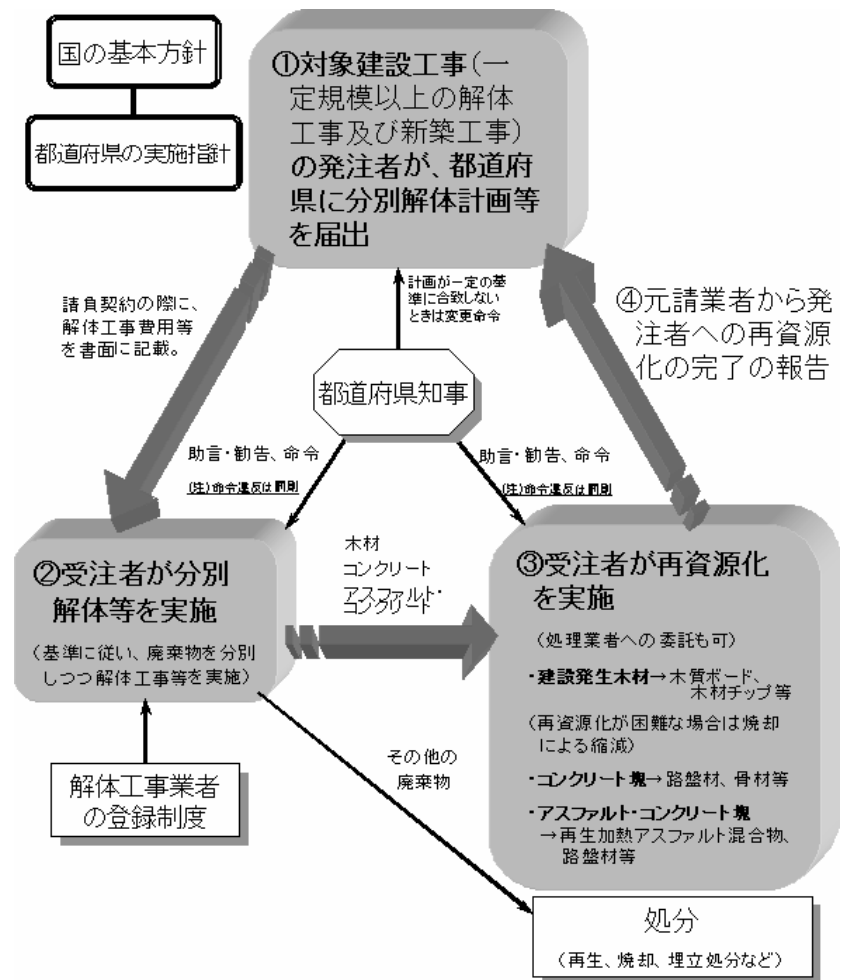 国の基本方針
都道府県の実施指針
①対象建設工事(一
定規模以上の解体
工事及び新築工事)
の発注者が、都道府
県に分別解体計画等
を届出
請負契約の際に、
解体工事費用等
を書面に記載。
計画が一定の基
準に合致しない
ときは変更命令
④元請業者から発
注者への再資源
化の完了の報告
都道府県知事
助言・勧告、命令
(注)命令違反は罰則
助言・勧告、命令
(注)命令違反は罰則
②受注者が分別
解体等を実施
(基準に従い、廃棄物を分別
しつつ解体工事等を実施)
木材
コンクリート
アスファルト・
コンクリート
③受注者が再資源化
を実施
(処理業者への委託も可)
・建設発生木材→木質ボード、
木材チップ等
(再資源化が困難な場合は焼却
による縮減)
・コンクリート塊→路盤材、骨材等
・アスファルト・コンクリート塊
→再生加熱アスファルト混合物、
路盤材等
解体工事業者
の登録制度
その他の
廃棄物
処分
(再生、焼却、埋立処分など)